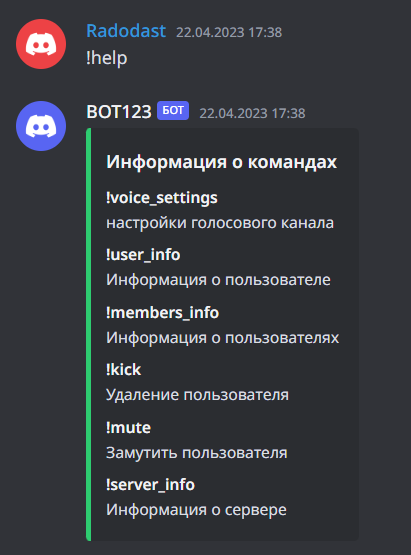 Radodast 22.04.2023 17:38
!help
BOT123 БОТ 22.04.2023 17:38
Информация о командах
!voice_settings
настройки голосового канала
!user_info
Информация о пользователе
!members_info
Информация о пользователях
!kick
Удаление пользователя
!mute
Замутить пользователя
!server_info
Информация о сервере